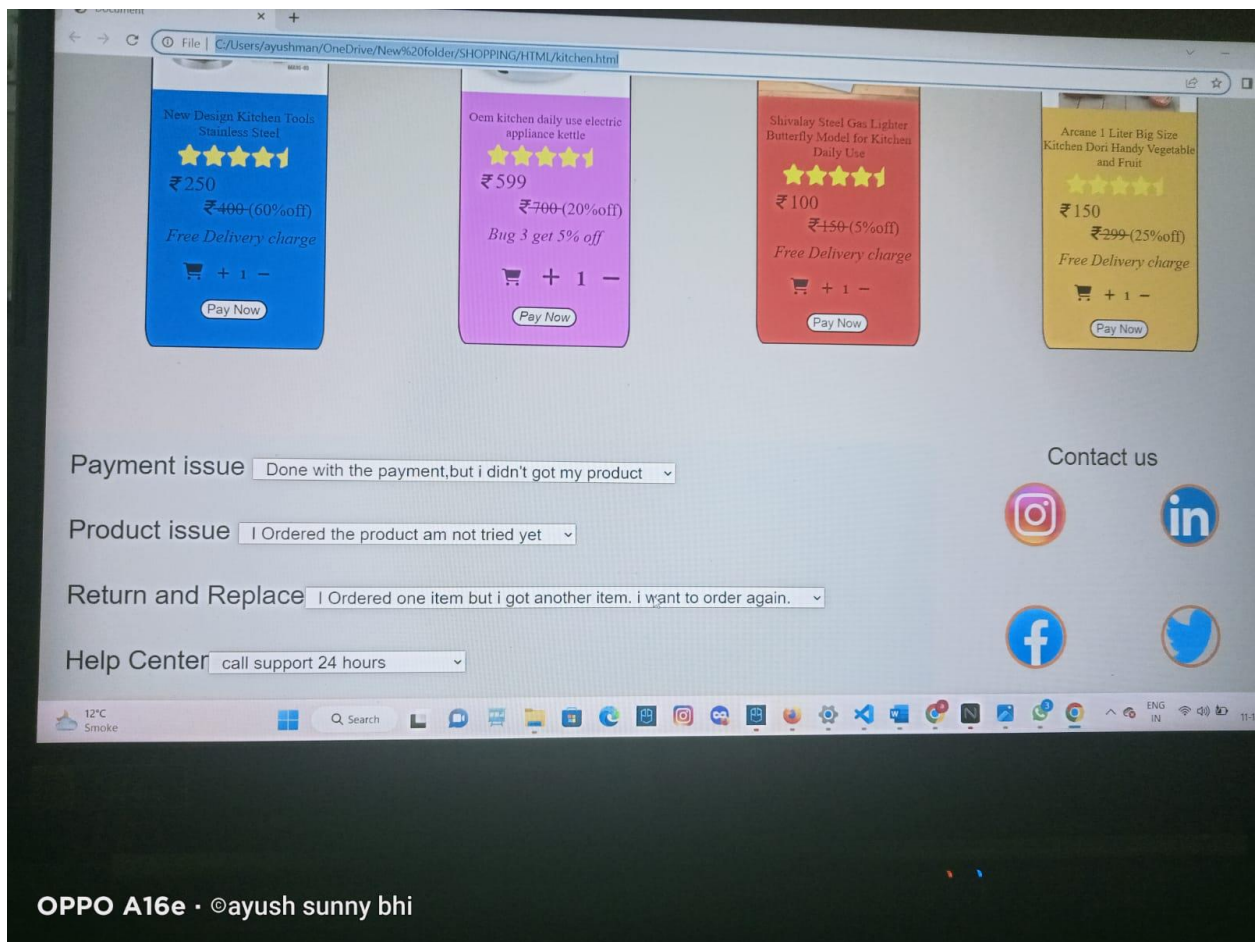 Document × +
File | C:/Users/ayushman/OneDrive/New%20folder/SHOPPING/HTML/kitchen.html
New Design Kitchen Tools
Stainless Steel
₹250
₹400 (60%off)
Free Delivery charge
+ 1 −
Pay Now
Oem kitchen daily use electric
appliance kettle
₹599
₹700 (20%off)
Bug 3 get 5% off
+ 1 −
Pay Now
Shivalay Steel Gas Lighter
Butterfly Model for Kitchen
Daily Use
₹100
₹150 (5%off)
Free Delivery charge
+ 1 −
Pay Now
Arcane 1 Liter Big Size
Kitchen Dori Handy Vegetable
and Fruit
₹150
₹299 (25%off)
Free Delivery charge
+ 1 −
Pay Now
Payment issue Done with the payment,but i didn't got my product
Product issue I Ordered the product am not tried yet
Return and Replace I Ordered one item but i got another item. i want to order again.
Help Center call support 24 hours
Contact us
in
f
12°C
Smoke
Search
ENG
IN
OPPO A16e · ©ayush sunny bhi